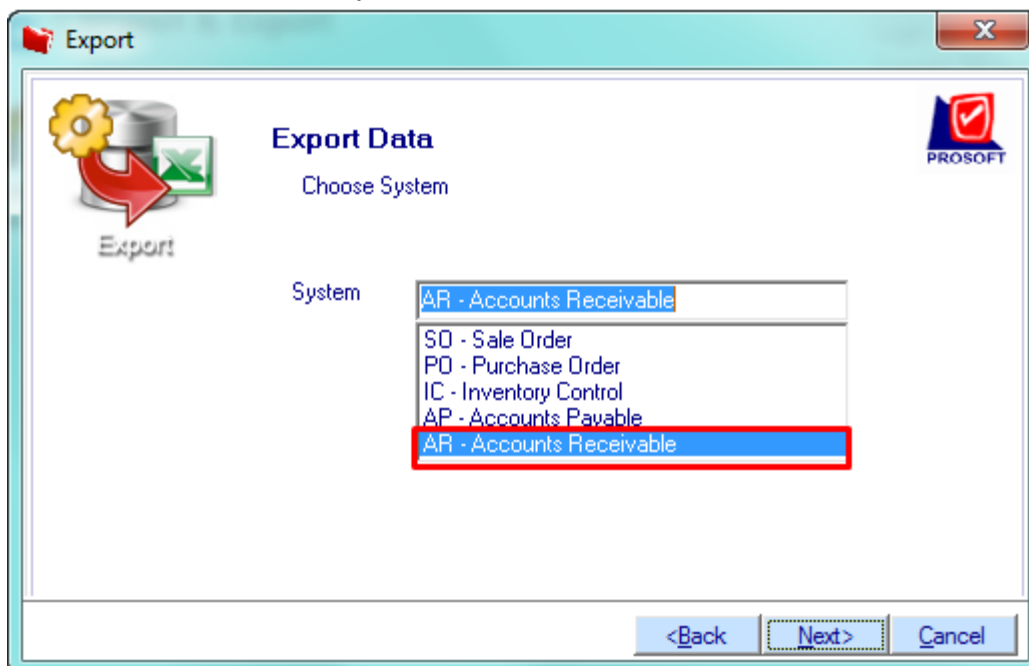 Export
Export Data
Choose System
PROSOFT
Export
System
AR - Accounts Receivable
SO - Sale Order
PO - Purchase Order
IC - Inventory Control
AP - Accounts Payable
AR - Accounts Receivable
<Back
Next>
Cancel